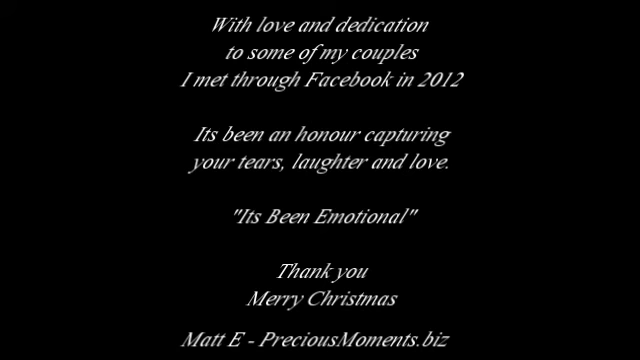 With love and dedication
to some of my couples
I met through Facebook in 2012
Its been an honour capturing
your tears, laughter and love.
"Its Been Emotional"
Thank you
Merry Christmas
Matt E - PreciousMoments.biz